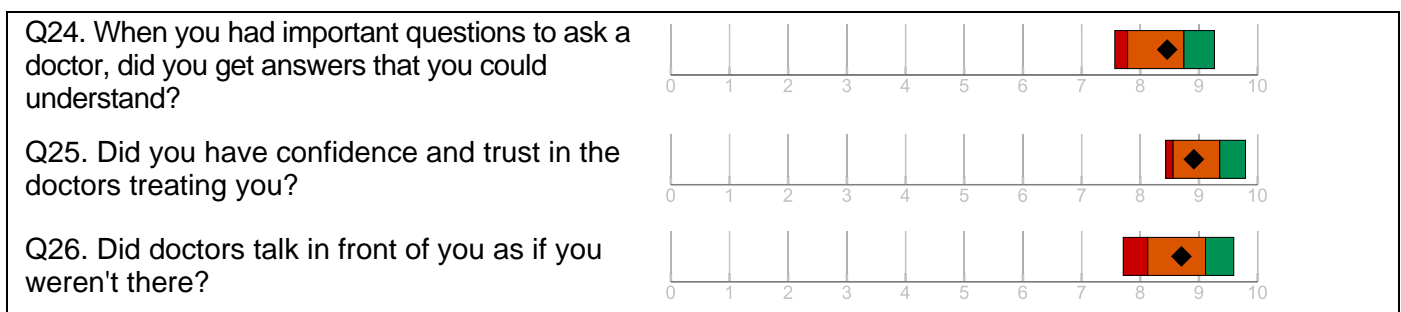 Q24. When you had important questions to ask a
doctor, did you get answers that you could
understand?
0 1 2 3 4 5 6 7 8 9 10
Q25. Did you have confidence and trust in the
doctors treating you?
0 1 2 3 4 5 6 7 8 9 10
Q26. Did doctors talk in front of you as if you
weren't there?
0 1 2 3 4 5 6 7 8 9 10